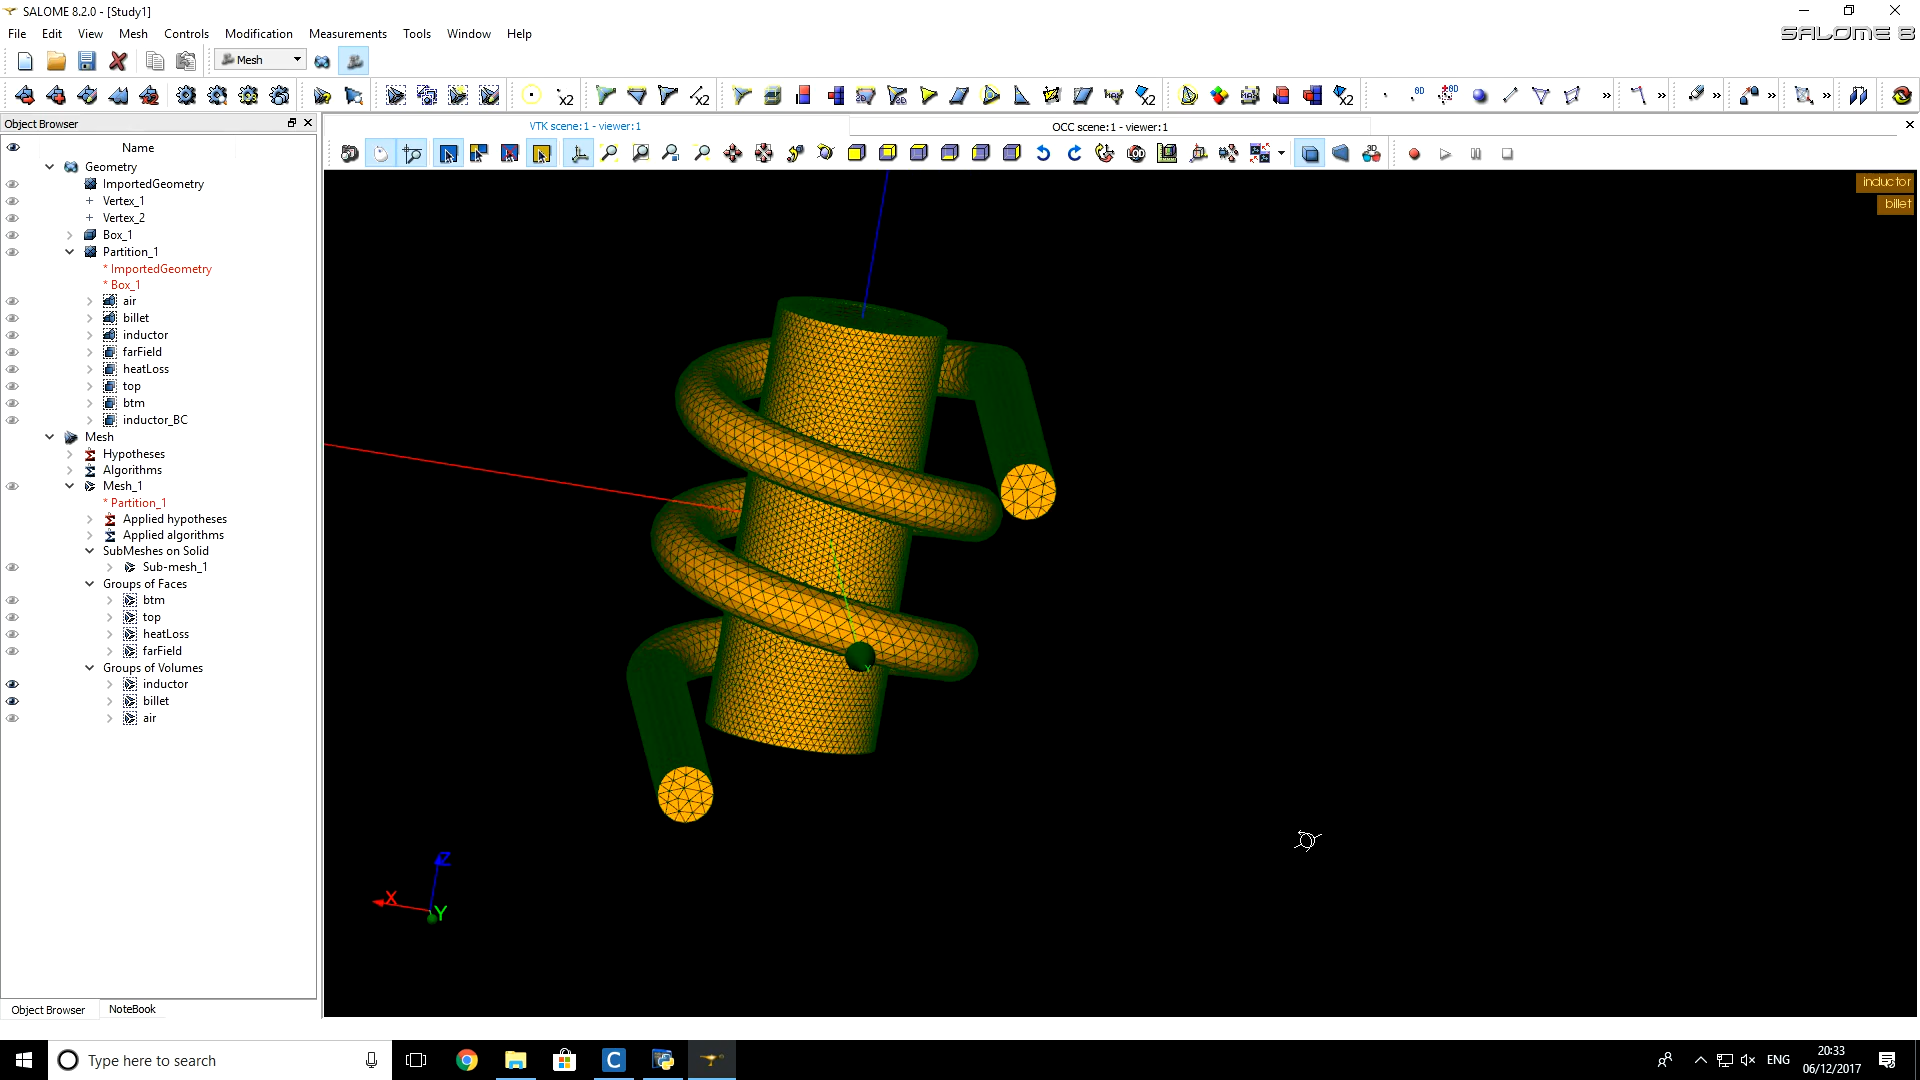 SALOME 8.2.0 - [Study1]
File Edit View Mesh Controls Modification Measurements Tools Window Help
SALOME 8
Mesh
Object Browser
VTK scene:1 - viewer:1
OCC scene:1 - viewer:1
Name
Geometry
ImportedGeometry
Vertex_1
Vertex_2
Box_1
Partition_1
* ImportedGeometry
* Box_1
air
billet
inductor
farField
heatLoss
top
btm
inductor_BC
Mesh
Hypotheses
Algorithms
Mesh_1
* Partition_1
Applied hypotheses
Applied algorithms
SubMeshes on Solid
Sub-mesh_1
Groups of Faces
btm
top
heatLoss
farField
Groups of Volumes
inductor
billet
air
inductor
billet
Z
X
Y
Object Browser
NoteBook
Type here to search
ENG
20:33
06/12/2017